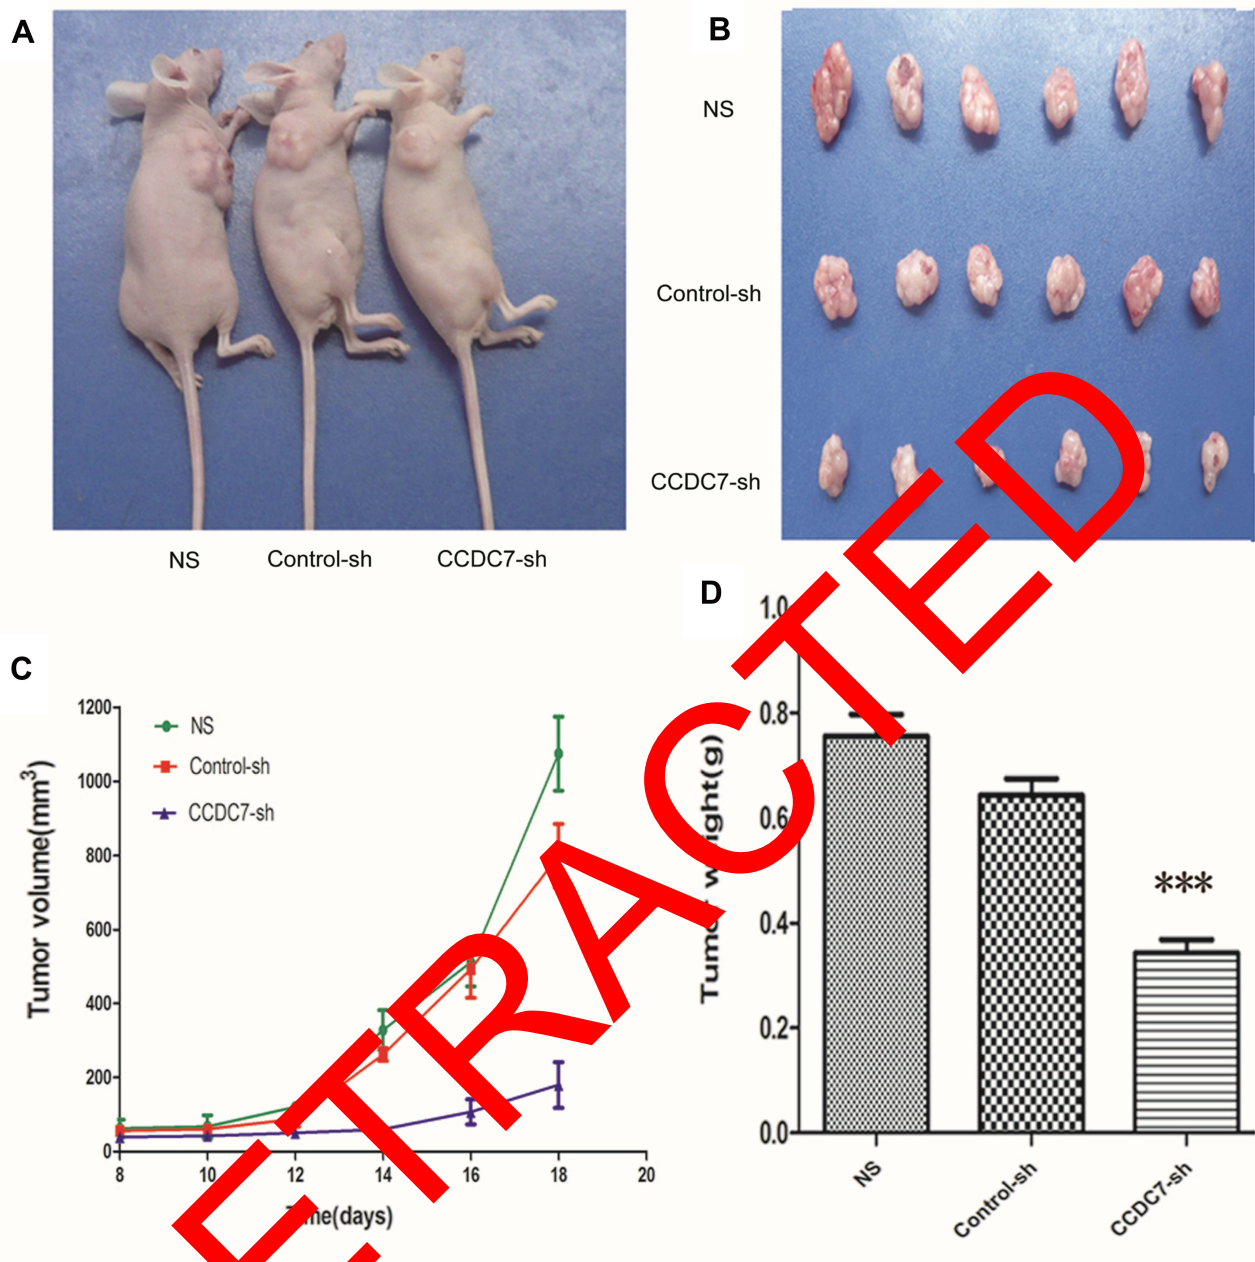 A
B
NS
Control-sh
CCDC7-sh
NS Control-sh CCDC7-sh
C
1200
1000
800
600
400
200
0
8 10 12 14 16 18 20
Tumor volume(mm³)
NS
Control-sh
CCDC7-sh
D
1.0
0.8
0.6
0.4
0.2
0.0
***
NS
Control-sh
CCDC7-sh
ETRACTED